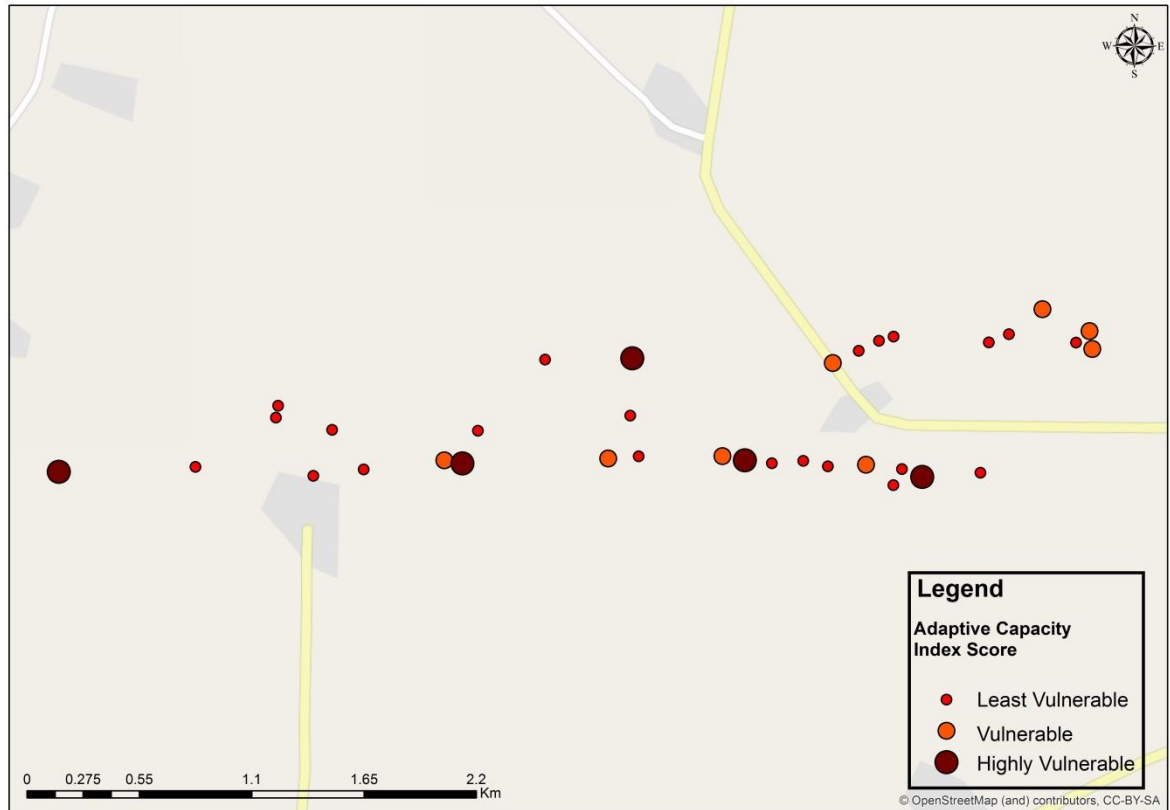 N
W E
S
Legend
Adaptive Capacity
Index Score
Least Vulnerable
Vulnerable
Highly Vulnerable
0 0.275 0.55 1.1 1.65 2.2
Km
© OpenStreetMap (and) contributors, CC-BY-SA